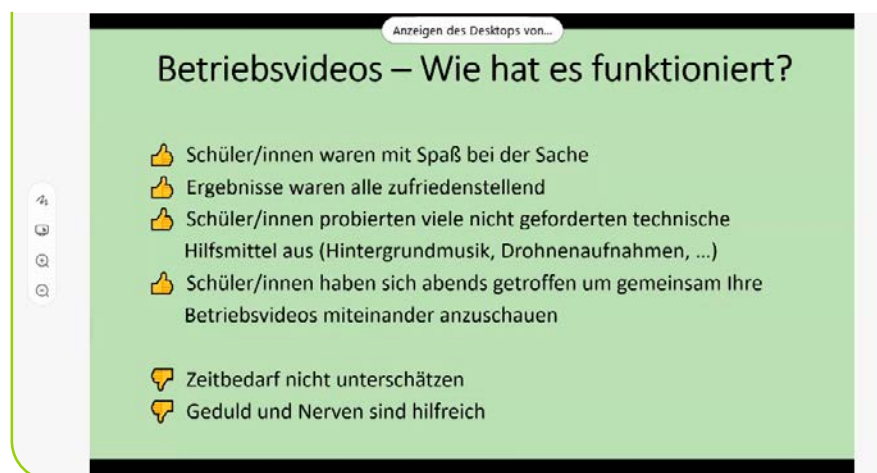 Anzeigen des Desktops von...
Betriebsvideos – Wie hat es funktioniert?
Schüler/innen waren mit Spaß bei der Sache
Ergebnisse waren alle zufriedenstellend
Schüler/innen probierten viele nicht geforderten technische
Hilfsmittel aus (Hintergrundmusik, Drohnenaufnahmen, ...)
Schüler/innen haben sich abends getroffen um gemeinsam Ihre
Betriebsvideos miteinander anzuschauen
Zeitbedarf nicht unterschätzen
Geduld und Nerven sind hilfreich